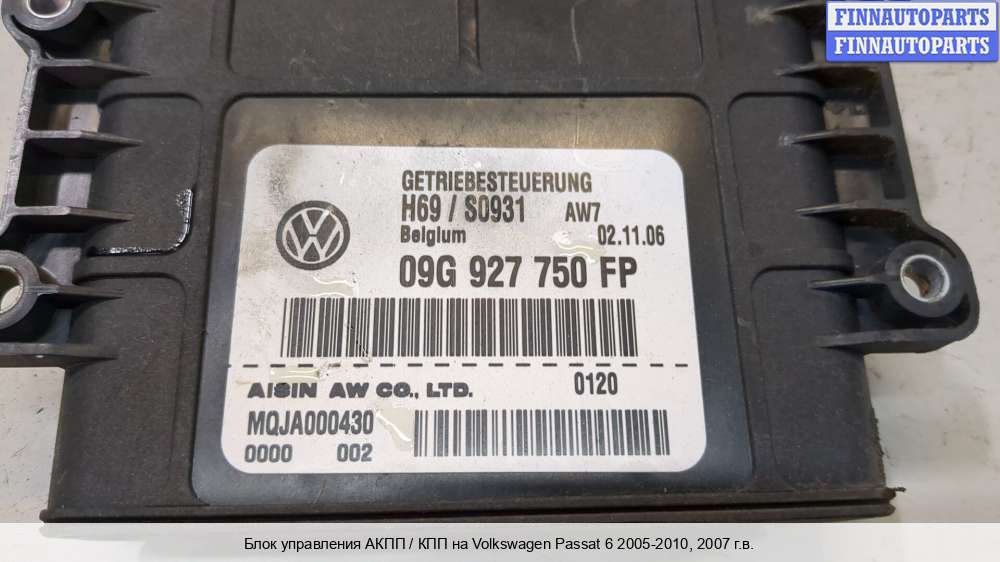 FINNAUTOPARTS
FINNAUTOPARTS
GETRIEBESTEUERUNG
H69 / S0931 AW7
Belgium 02.11.06
09G 927 750 FP
AISIN AW CO., LTD. 0120
MQJA000430
0000 002
Блок управления АКПП / КПП на Volkswagen Passat 6 2005-2010, 2007 г.в.